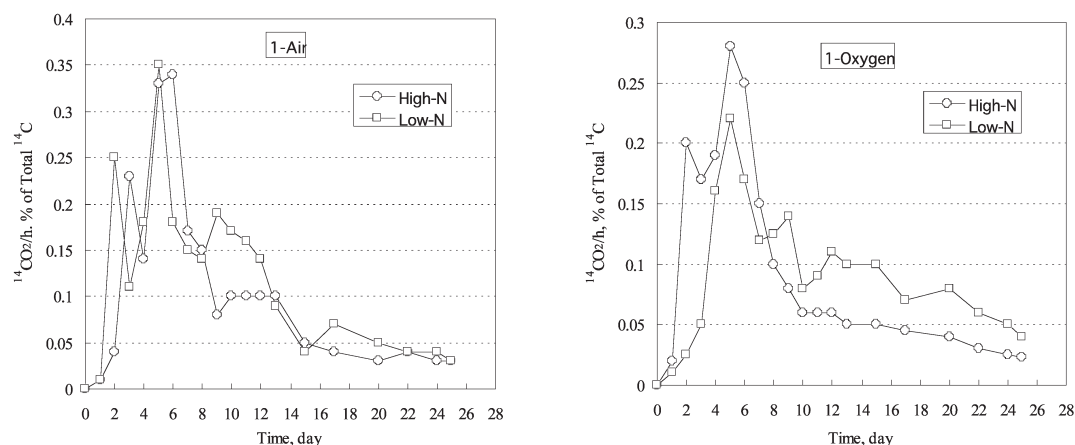 0.4
0.35
0.3
0.25
0.2
0.15
0.1
0.05
0
¹⁴CO2/h. % of Total ¹⁴C
1-Air
High-N
Low-N
0 2 4 6 8 10 12 14 16 18 20 22 24 26 28
Time, day
0.3
0.25
0.2
0.15
0.1
0.05
0
¹⁴CO2/h, % of Total ¹⁴C
1-Oxygen
High-N
Low-N
0 2 4 6 8 10 12 14 16 18 20 22 24 26 28
Time, day